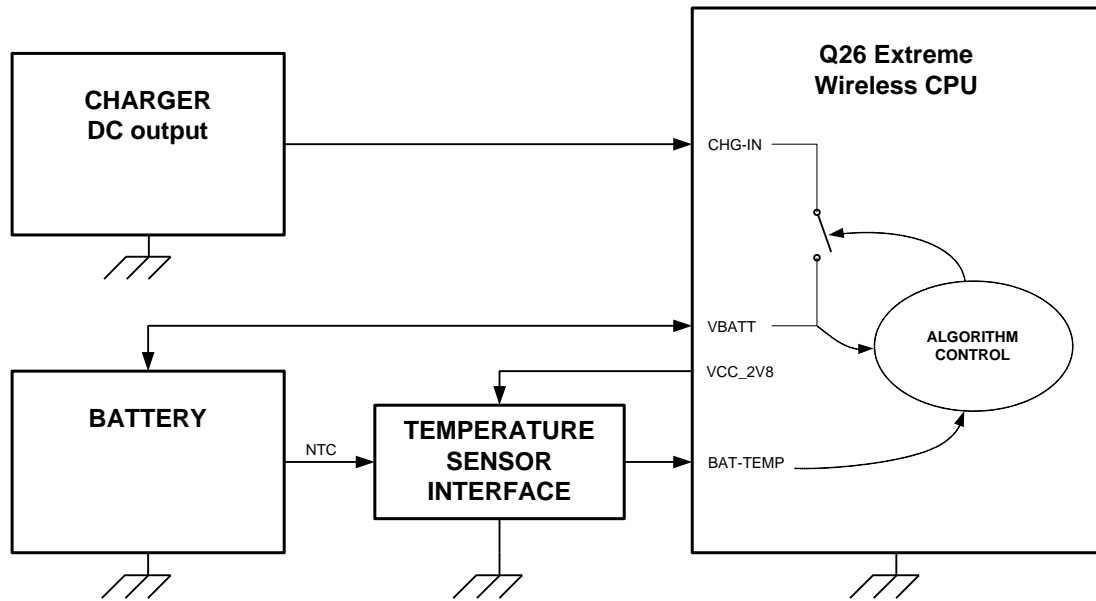 Q26 Extreme
Wireless CPU
CHARGER
DC output
CHG-IN
VBATT
ALGORITHM
CONTROL
VCC_2V8
BATTERY
NTC
TEMPERATURE
SENSOR
INTERFACE
BAT-TEMP